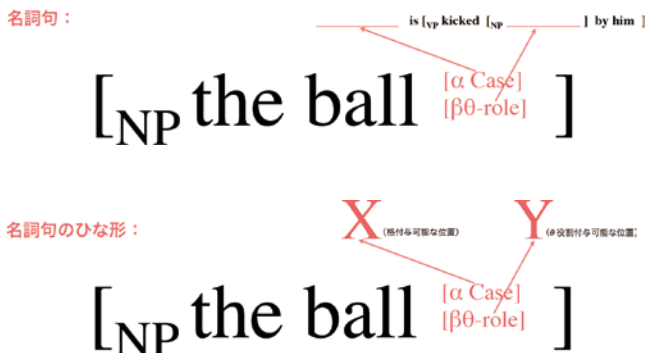 名詞句：
______ is [VP kicked [NP ______ ] by him ]
[NP the ball [α Case] ]
[βθ-role]
名詞句のひな形：
X(格付与可能な位置) Y(θ役割付与可能な位置)
[NP the ball [α Case] ]
[βθ-role]